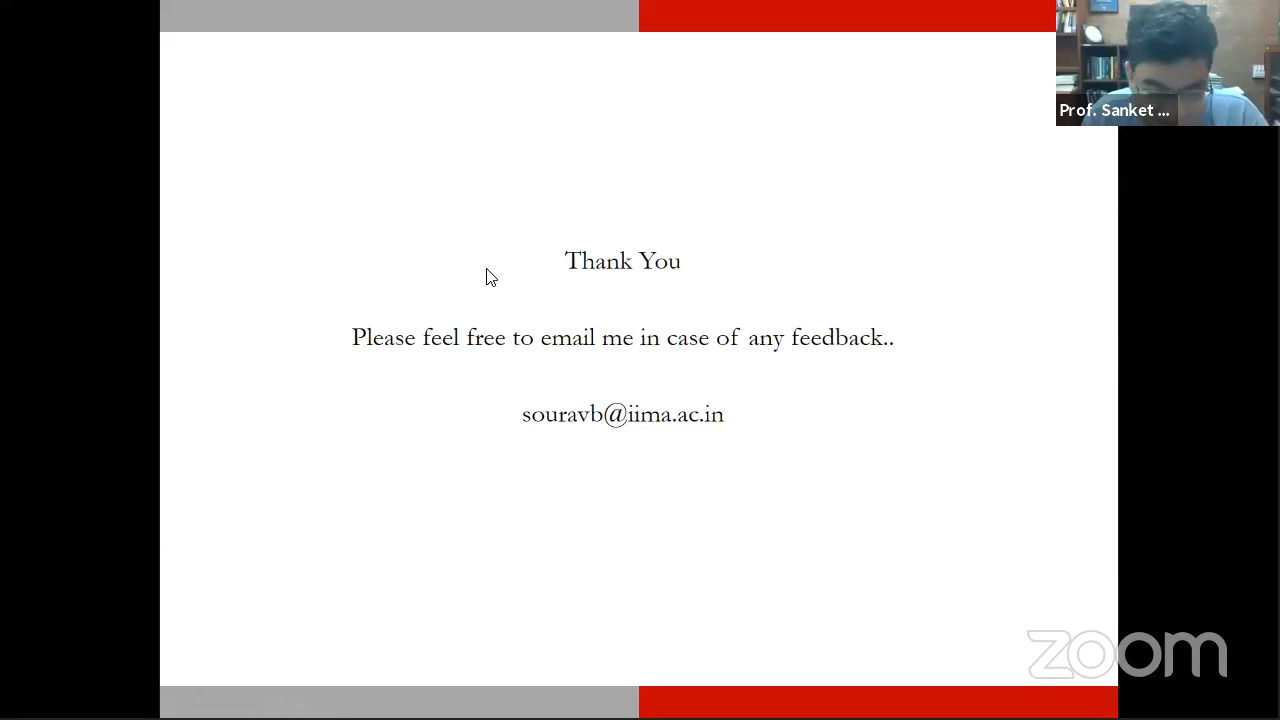 Prof. Sanket ...
Thank You
Please feel free to email me in case of any feedback..
souravb@iima.ac.in
zoom